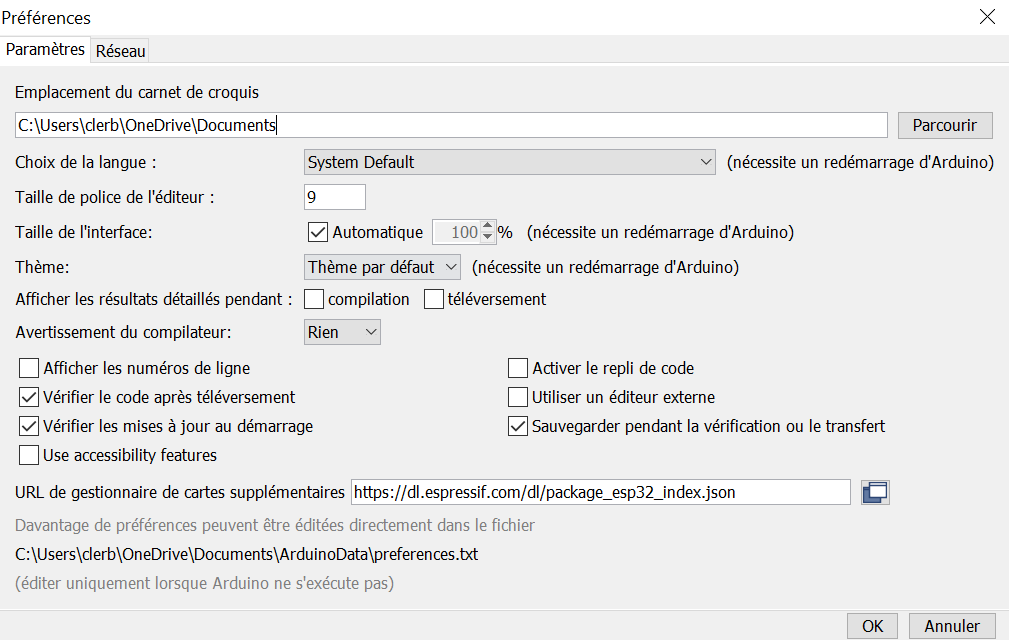 Préférences
Paramètres Réseau
Emplacement du carnet de croquis
C:\Users\clerb\OneDrive\Documents Parcourir
Choix de la langue : System Default (nécessite un redémarrage d'Arduino)
Taille de police de l'éditeur : 9
Taille de l'interface: Automatique 100 % (nécessite un redémarrage d'Arduino)
Thème: Thème par défaut (nécessite un redémarrage d'Arduino)
Afficher les résultats détaillés pendant : compilation téléversement
Avertissement du compilateur: Rien
Afficher les numéros de ligne Activer le repli de code
Vérifier le code après téléversement Utiliser un éditeur externe
Vérifier les mises à jour au démarrage Sauvegarder pendant la vérification ou le transfert
Use accessibility features
URL de gestionnaire de cartes supplémentaires https://dl.espressif.com/dl/package_esp32_index.json
Davantage de préférences peuvent être éditées directement dans le fichier
C:\Users\clerb\OneDrive\Documents\ArduinoData\preferences.txt
(éditer uniquement lorsque Arduino ne s'exécute pas)
OK Annuler